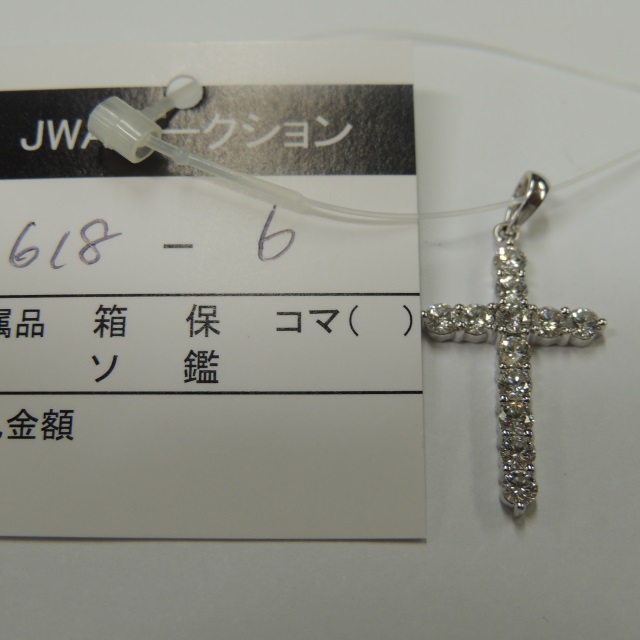 JWA ークション
618 - 6
属品 箱 保 コマ( )
ソ 鑑
金額